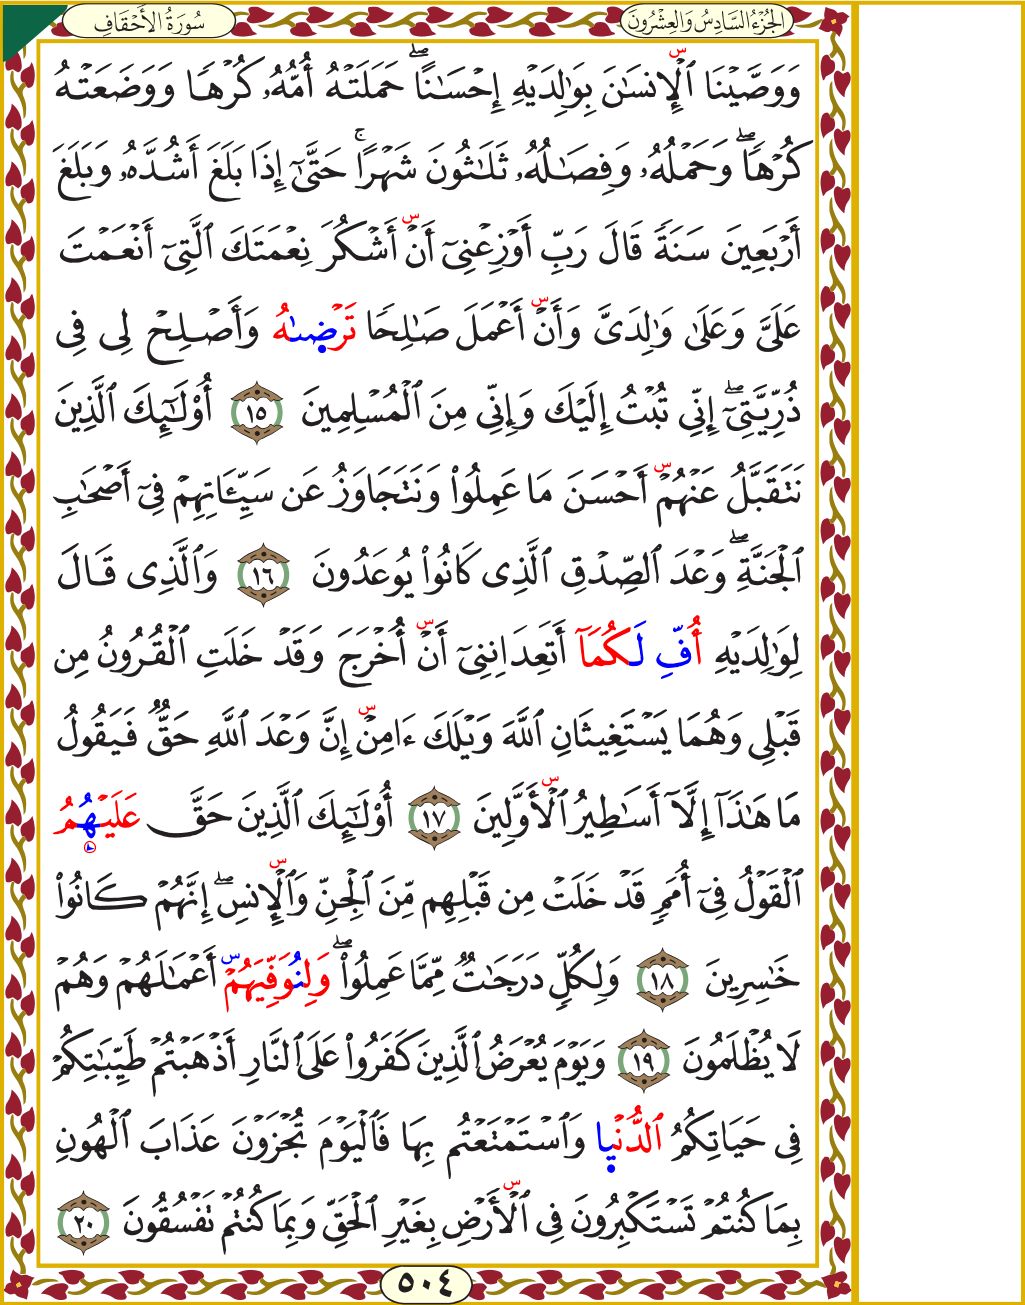 الجُزْءُ السَّادِسُ وَالعِشْرُونَ
سُورَةُ الأَحْقَافِ
وَوَصَّيْنَا ٱلْإِنسَٰنَ بِوَٰلِدَيْهِ إِحْسَٰنًاۖ حَمَلَتْهُ أُمُّهُۥ كُرْهًا وَوَضَعَتْهُ
كُرْهًاۖ وَحَمْلُهُۥ وَفِصَٰلُهُۥ ثَلَٰثُونَ شَهْرًاۚ حَتَّىٰٓ إِذَا بَلَغَ أَشُدَّهُۥ وَبَلَغَ
أَرْبَعِينَ سَنَةً قَالَ رَبِّ أَوْزِعْنِىٓ أَنْ أَشْكُرَ نِعْمَتَكَ ٱلَّتِىٓ أَنْعَمْتَ
عَلَىَّ وَعَلَىٰ وَٰلِدَىَّ وَأَنْ أَعْمَلَ صَٰلِحًا تَرْضَىٰهُ وَأَصْلِحْ لِى فِى
ذُرِّيَّتِىٓۖ إِنِّى تُبْتُ إِلَيْكَ وَإِنِّى مِنَ ٱلْمُسْلِمِينَ ١٥ أُوْلَٰٓئِكَ ٱلَّذِينَ
نَتَقَبَّلُ عَنْهُمْ أَحْسَنَ مَا عَمِلُوا۟ وَنَتَجَاوَزُ عَن سَيِّـَٔاتِهِمْ فِىٓ أَصْحَٰبِ
ٱلْجَنَّةِۖ وَعْدَ ٱلصِّدْقِ ٱلَّذِى كَانُوا۟ يُوعَدُونَ ١٦ وَٱلَّذِى قَالَ
لِوَٰلِدَيْهِ أُفِّ لَكُمَآ أَتَعِدَانِنِىٓ أَنْ أُخْرَجَ وَقَدْ خَلَتِ ٱلْقُرُونُ مِن
قَبْلِى وَهُمَا يَسْتَغِيثَانِ ٱللَّهَ وَيْلَكَ ءَامِنْ إِنَّ وَعْدَ ٱللَّهِ حَقٌّ فَيَقُولُ
مَا هَٰذَآ إِلَّآ أَسَٰطِيرُ ٱلْأَوَّلِينَ ١٧ أُوْلَٰٓئِكَ ٱلَّذِينَ حَقَّ عَلَيْهُمُ
ٱلْقَوْلُ فِىٓ أُمَمٍ قَدْ خَلَتْ مِن قَبْلِهِم مِّنَ ٱلْجِنِّ وَٱلْإِنسِۖ إِنَّهُمْ كَانُوا۟
خَٰسِرِينَ ١٨ وَلِكُلٍّ دَرَجَٰتٌ مِّمَّا عَمِلُوا۟ۖ وَلِنُوَفِّيَهُمْ أَعْمَٰلَهُمْ وَهُمْ
لَا يُظْلَمُونَ ١٩ وَيَوْمَ يُعْرَضُ ٱلَّذِينَ كَفَرُوا۟ عَلَى ٱلنَّارِ أَذْهَبْتُمْ طَيِّبَٰتِكُمْ
فِى حَيَاتِكُمُ ٱلدُّنْيَا وَٱسْتَمْتَعْتُم بِهَا فَٱلْيَوْمَ تُجْزَوْنَ عَذَابَ ٱلْهُونِ
بِمَا كُنتُمْ تَسْتَكْبِرُونَ فِى ٱلْأَرْضِ بِغَيْرِ ٱلْحَقِّ وَبِمَا كُنتُمْ تَفْسُقُونَ ٢٠
٥٠٤